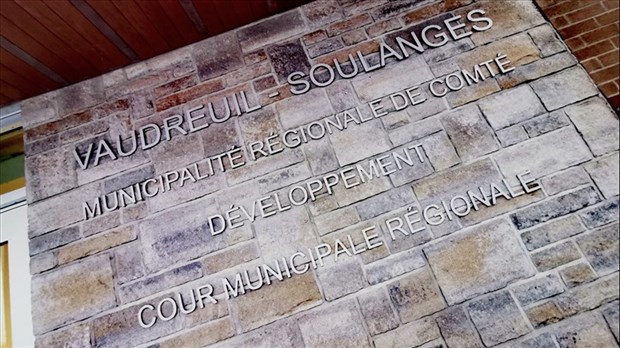 VAUDREUIL - SOULANGES
MUNICIPALITÉ RÉGIONALE DE COMTÉ
DÉVELOPPEMENT
COUR MUNICIPALE RÉGIONALE